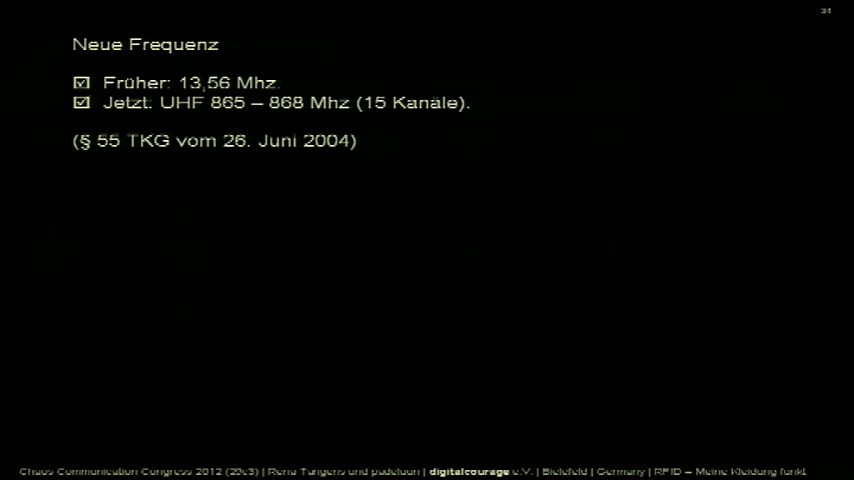 34
Neue Frequenz
☑ Früher: 13,56 Mhz.
☑ Jetzt: UHF 865 – 868 Mhz (15 Kanäle).
(§ 55 TKG vom 26. Juni 2004)
Chaos Communication Congress 2012 (29c3) | Rena Tangens und padeluun | digitalcourage e.V. | Bielefeld | Germany | RFID – Meine Kleidung funkt